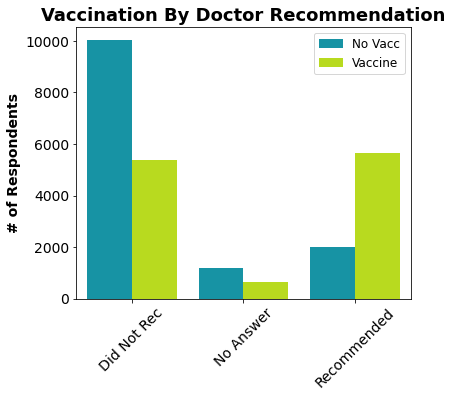 Vaccination By Doctor Recommendation
# of Respondents
10000
8000
6000
4000
2000
0
No Vacc
Vaccine
Did Not Rec
No Answer
Recommended